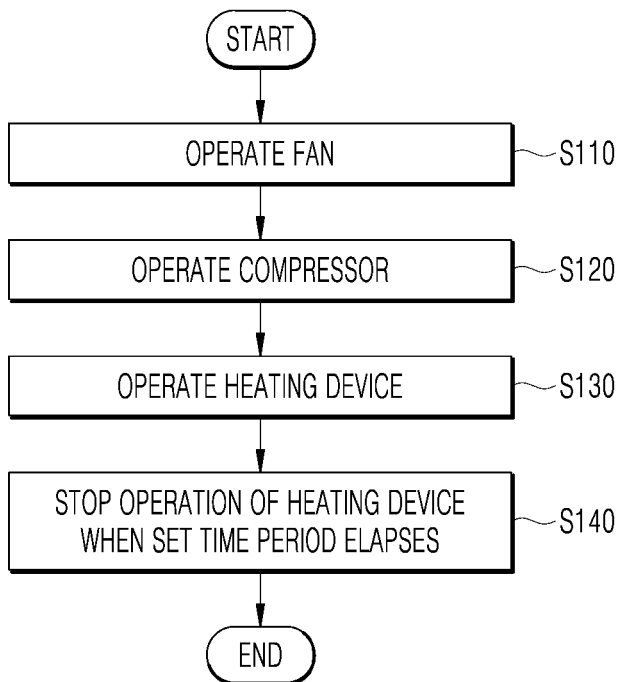 START
OPERATE FAN
S110
OPERATE COMPRESSOR
S120
OPERATE HEATING DEVICE
S130
STOP OPERATION OF HEATING DEVICE
WHEN SET TIME PERIOD ELAPSES
S140
END